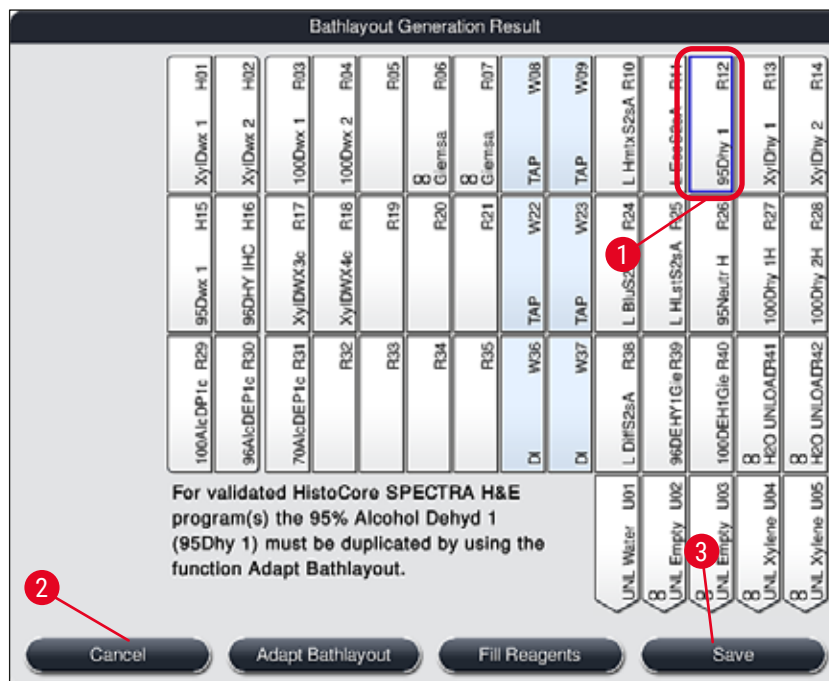 Bathlayout Generation Result
XylDwx 1 H01
XylDwx 2 H02
100Dwx 1 R03
100Dwx 2 R04
R05
∞ Giemsa R06
∞ Giemsa R07
TAP W08
TAP W09
L HmtxS2sA R10
L EosS2sA R11
95Dhy 1 R12
XylDhy 1 R13
XylDhy 2 R14
95Dwx 1 H15
96DHY IHC H16
XylDWX3c R17
XylDWX4c R18
R19
R20
R21
TAP W22
TAP W23
L BluS2 R24
L HLstS2sA R25
95Neutr H R26
100Dhy 1H R27
100Dhy 2H R28
100AlcDP1c R29
96AlcDEP1c R30
70AlcDEP1c R31
R32
R33
R34
R35
DI W36
DI W37
L DiffS2sA R38
96DEHY1Gie R39
100DEH1Gie R40
∞ H2O UNLOADR41
∞ H2O UNLOADR42
UNL Water U01
∞ UNL Empty U02
∞ UNL Empty U03
∞ UNL Xylene U04
∞ UNL Xylene U05
1
For validated HistoCore SPECTRA H&E
program(s) the 95% Alcohol Dehyd 1
(95Dhy 1) must be duplicated by using the
function Adapt Bathlayout.
2
3
Cancel
Adapt Bathlayout
Fill Reagents
Save